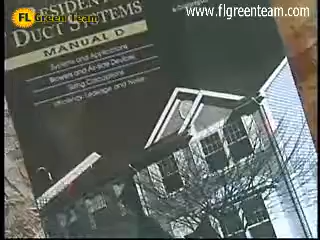 FL Green Team
www.flgreenteam.com
RESIDENTIAL
DUCT SYSTEMS
MANUAL D
Systems and Applications
Blowers and Air-Side Devices
Sizing Calculations
Efficiency, Leakage and Noise